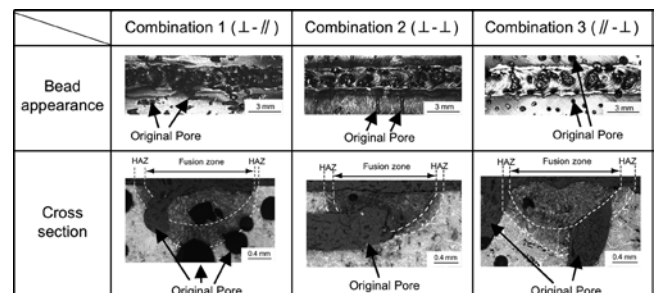 Combination 1 (⊥-//) Combination 2 (⊥-⊥) Combination 3 (//-⊥)
Bead
appearance
3 mm 3 mm 3 mm
Original Pore Original Pore Original Pore
HAZ Fusion zone HAZ HAZ Fusion zone HAZ HAZ Fusion zone HAZ
Cross
section
0.4 mm 0.4 mm 0.4 mm
Original Pore Original Pore Original Pore